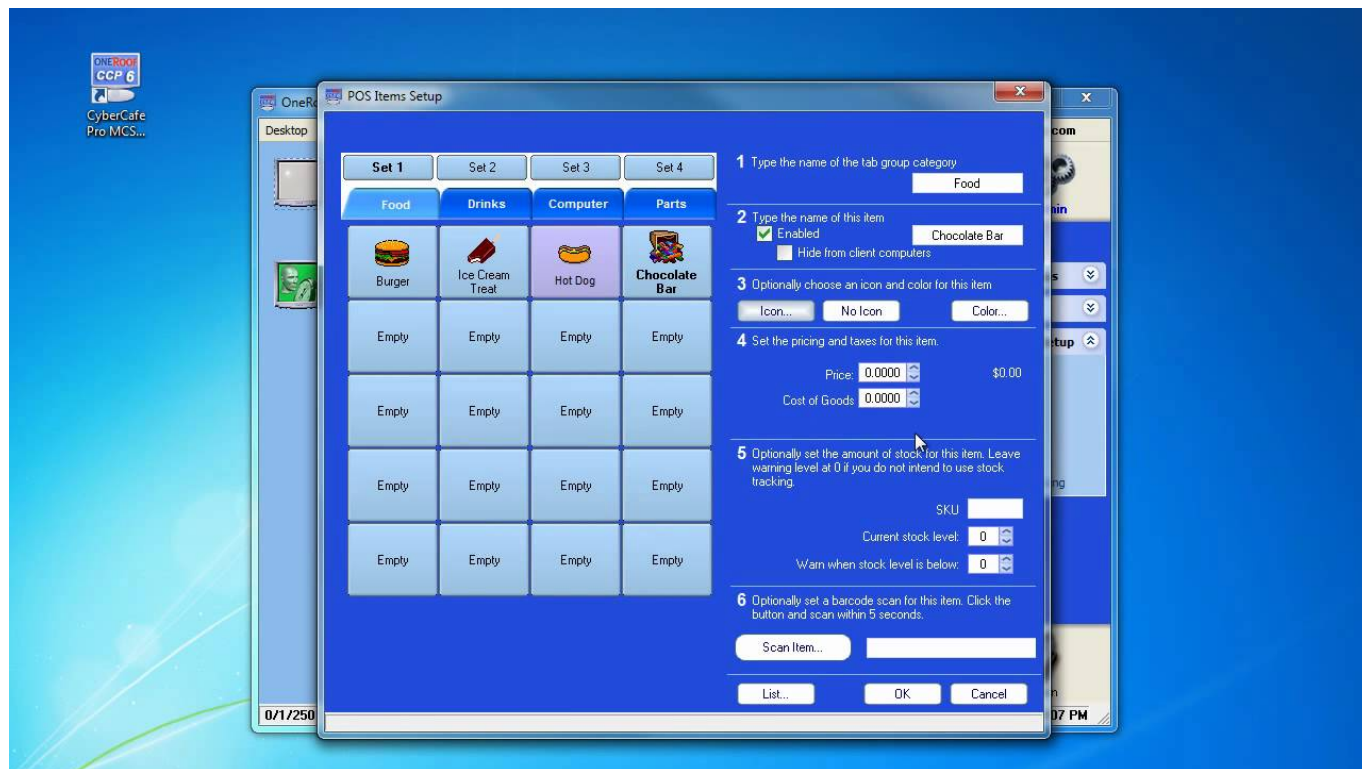 ONEROOF
CCP 6
CyberCafe
Pro MCS...
OneRo
Desktop
com
min
s
etup
ng
n
0/1/250
07 PM
POS Items Setup
Set 1 Set 2 Set 3 Set 4
Food Drinks Computer Parts
Burger
Ice Cream
Treat
Hot Dog
Chocolate
Bar
Empty Empty Empty Empty
Empty Empty Empty Empty
Empty Empty Empty Empty
Empty Empty Empty Empty
1 Type the name of the tab group category
Food
2 Type the name of this item
Enabled Chocolate Bar
Hide from client computers
3 Optionally choose an icon and color for this item
Icon... No Icon Color...
4 Set the pricing and taxes for this item.
Price: 0.0000 $0.00
Cost of Goods 0.0000
5 Optionally set the amount of stock for this item. Leave
warning level at 0 if you do not intend to use stock
tracking.
SKU
Current stock level: 0
Warn when stock level is below: 0
6 Optionally set a barcode scan for this item. Click the
button and scan within 5 seconds.
Scan Item...
List... OK Cancel